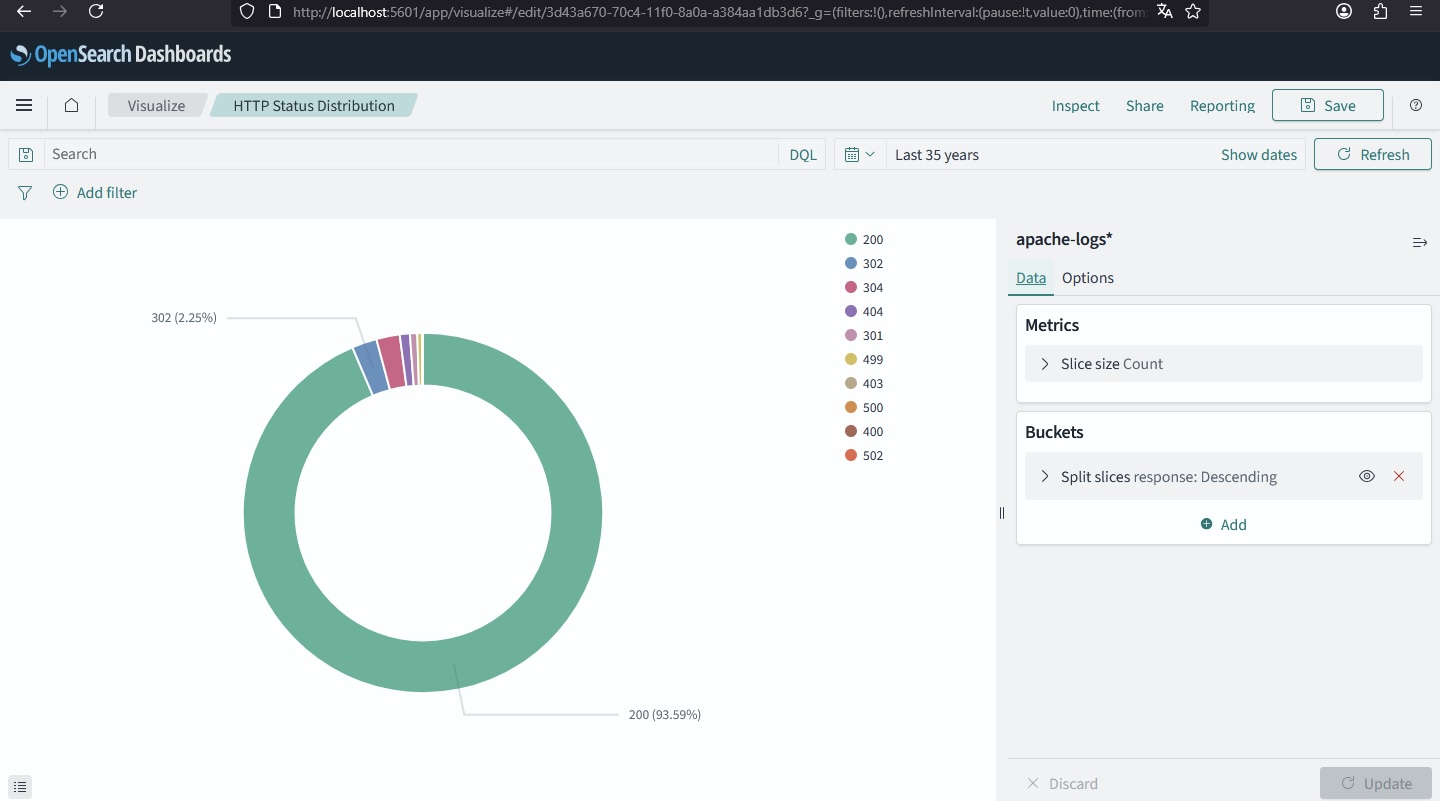 http://localhost:5601/app/visualize#/edit/3d43a670-70c4-11f0-8a0a-a384aa1db3d6?_g=(filters:!(),refreshInterval:(pause:!t,value:0),time:(from:
OpenSearch Dashboards
Visualize
HTTP Status Distribution
Inspect
Share
Reporting
Save
Search
DQL
Last 35 years
Show dates
Refresh
Add filter
302 (2.25%)
200 (93.59%)
200
302
304
404
301
499
403
500
400
502
apache-logs*
Data
Options
Metrics
Slice size Count
Buckets
Split slices response: Descending
Add
Discard
Update